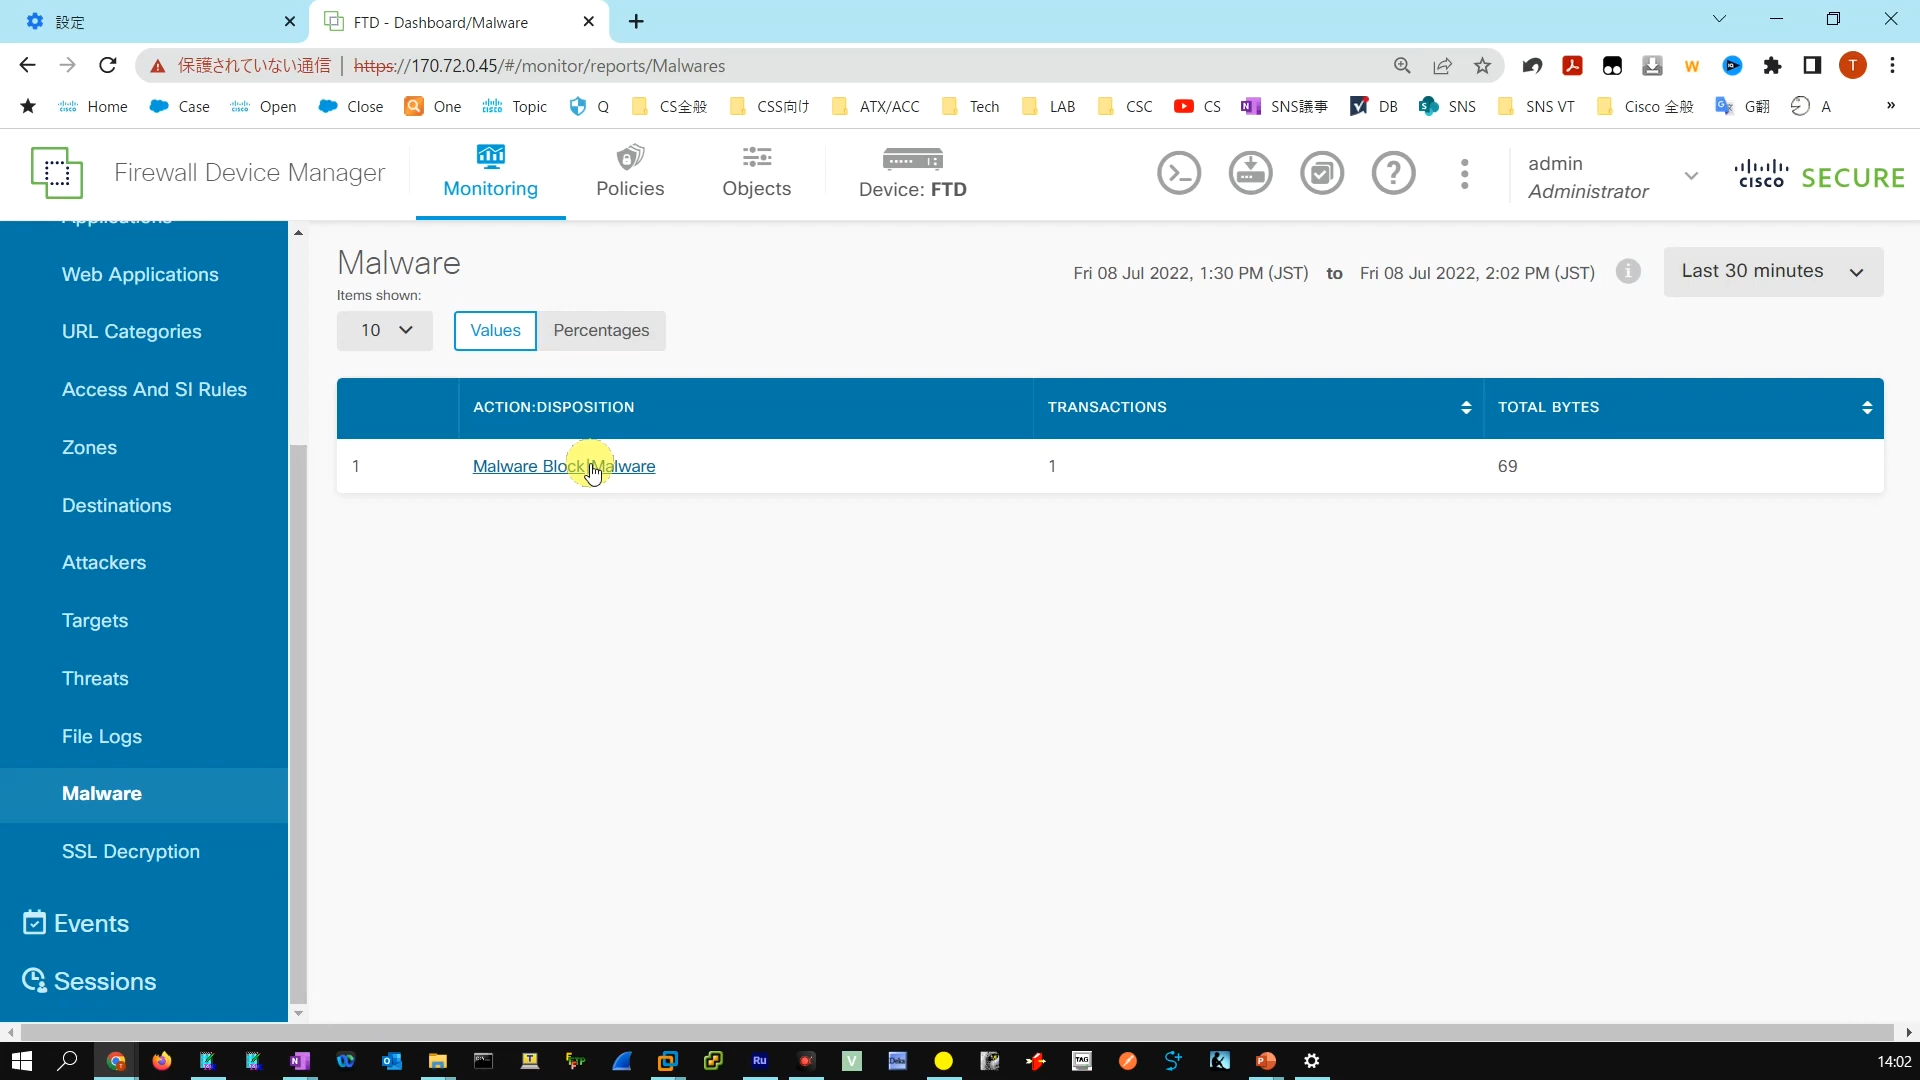 設定
FTD - Dashboard/Malware
保護されていない通信 | https://170.72.0.45/#/monitor/reports/Malwares
T
Home Case Open Close One Topic Q CS全般 CSS向け ATX/ACC Tech LAB CSC CS SNS議事 DB SNS SNS VT Cisco 全般 G翻 A »
Firewall Device Manager
Monitoring
Policies
Objects
Device: FTD
admin
Administrator
cisco SECURE
Applications
Web Applications
URL Categories
Access And SI Rules
Zones
Destinations
Attackers
Targets
Threats
File Logs
Malware
SSL Decryption
Events
Sessions
Malware
Fri 08 Jul 2022, 1:30 PM (JST) to Fri 08 Jul 2022, 2:02 PM (JST)
Last 30 minutes
Items shown:
10
Values Percentages
ACTION:DISPOSITION TRANSACTIONS TOTAL BYTES
1 Malware Block:Malware 1 69
14:02